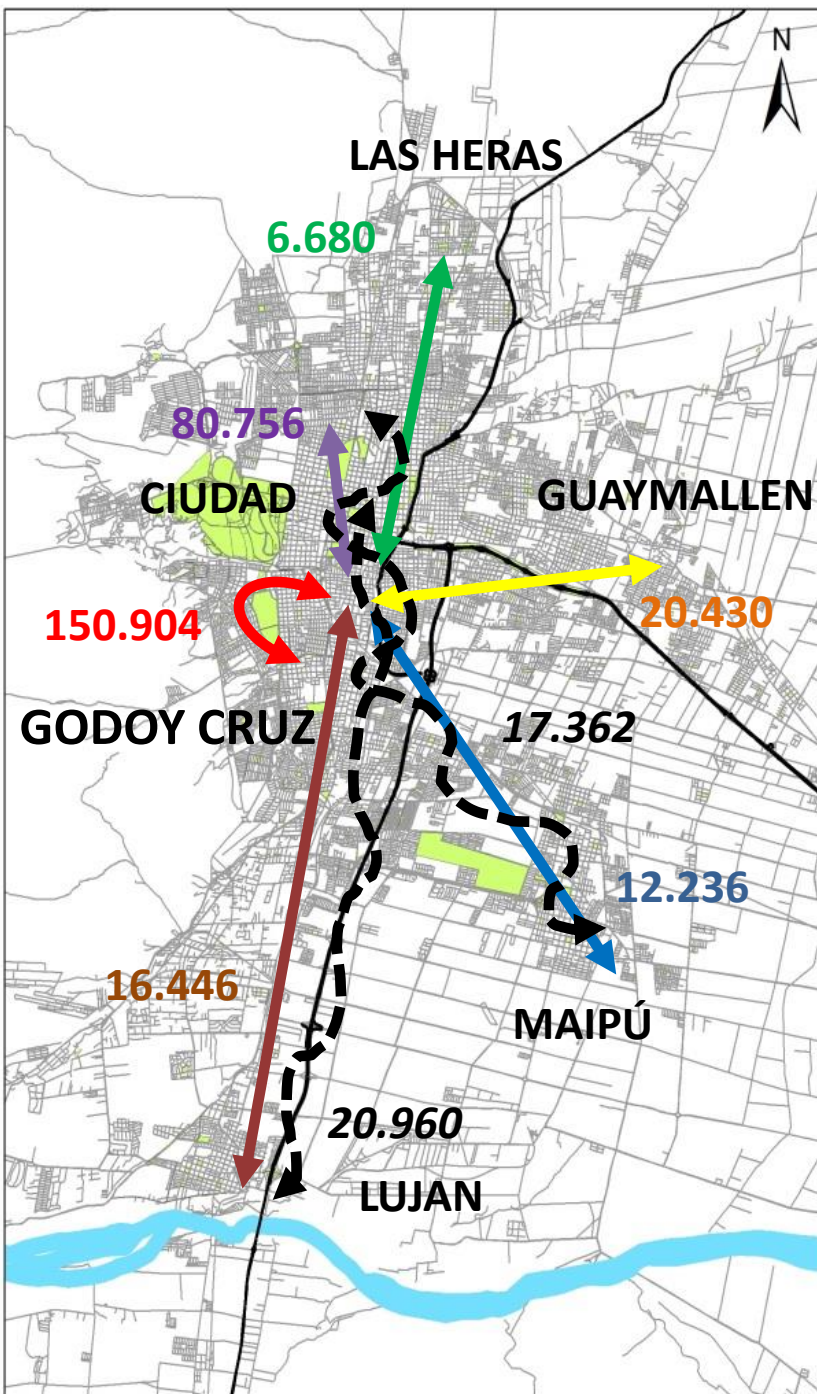 N
LAS HERAS
6.680
80.756
CIUDAD
GUAYMALLEN
150.904
20.430
GODOY CRUZ
17.362
12.236
16.446
MAIPÚ
20.960
LUJAN